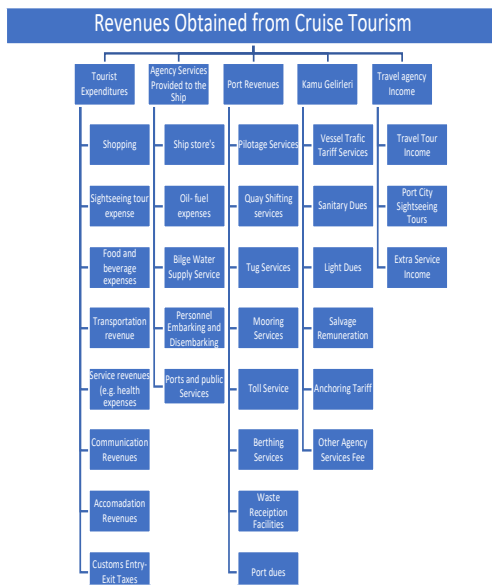 Revenues Obtained from Cruise Tourism
Tourist
Expenditures
Shopping
Sightseeing tour
expense
Food and
beverage
expenses
Transportation
revenue
Service revenues
(e.g. health
expenses
Communication
Revenues
Accomadation
Revenues
Customs Entry-
Exit Taxes
Agency Services
Provided to the
Ship
Ship store's
Oil- fuel
expenses
Bilge Water
Supply Service
Personnel
Embarking and
Disembarking
Ports and public
Services
Port Revenues
Pilotage Services
Quay Shifting
services
Tug Services
Mooring
Services
Toll Service
Berthing
Services
Waste
Receiption
Facilities
Port dues
Kamu Gelirleri
Vessel Trafic
Tariff Services
Sanitary Dues
Light Dues
Salvage
Remuneration
Anchoring Tariff
Other Agency
Services Fee
Travel agency
Income
Travel Tour
Income
Port City
Sightseeing
Tours
Extra Service
Income